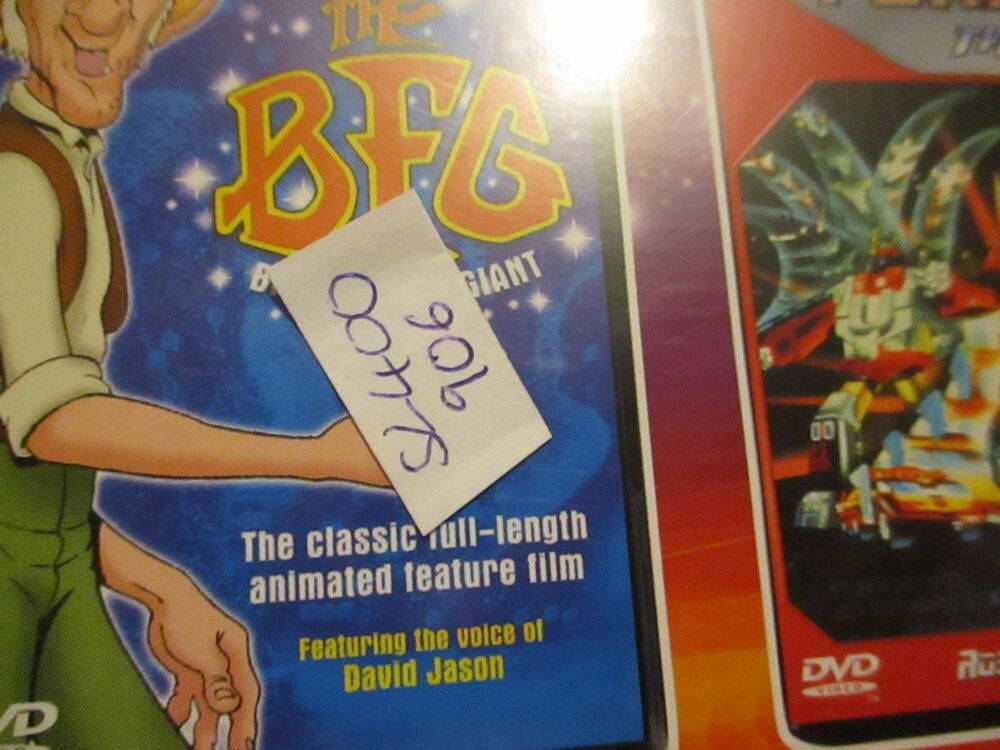 THE
BFG
GIANT
SL400
906
The classic full-length
animated feature film
Featuring the voice of
David Jason
DVD
VIDEO